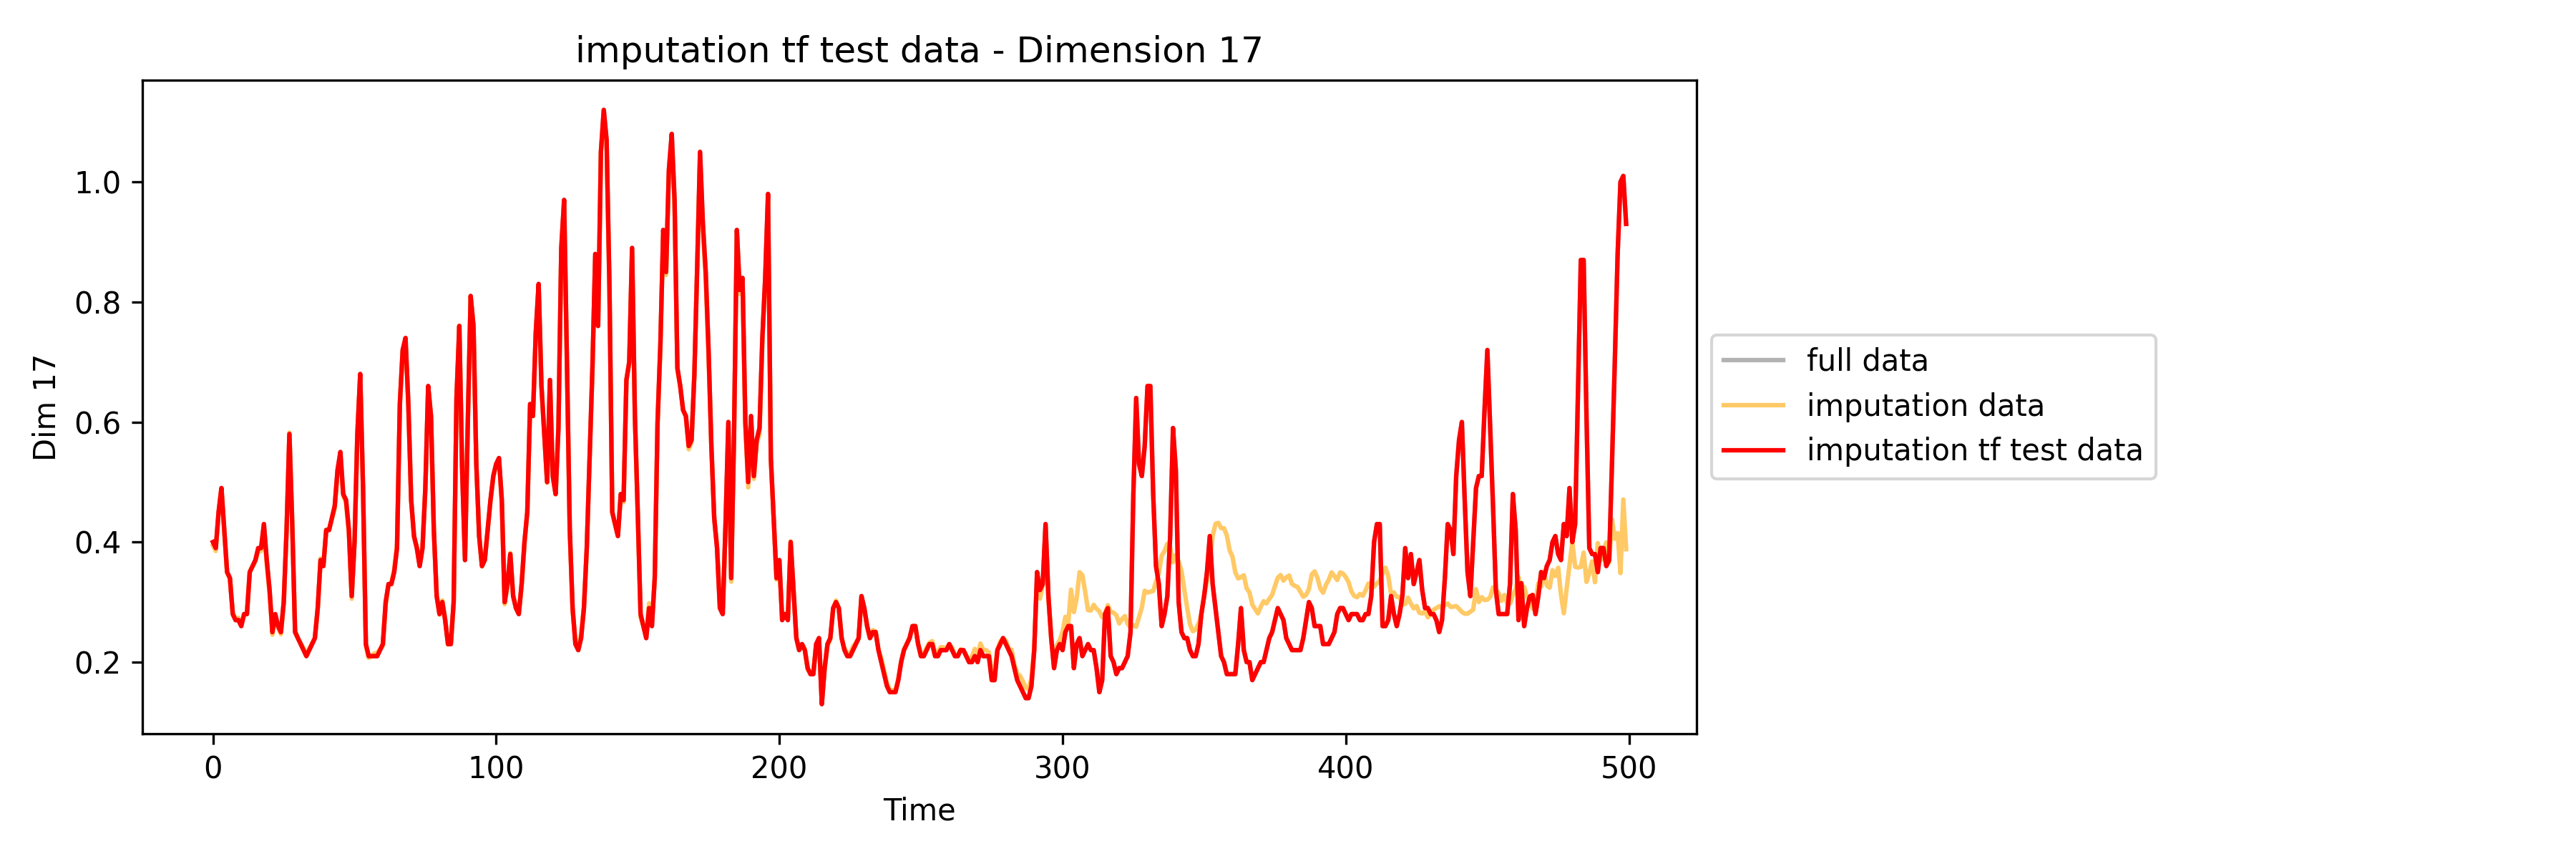 imputation tf test data - Dimension 17
1.0
0.8
0.6
0.4
0.2
Dim 17
0
100
200
300
400
500
Time
full data
imputation data
imputation tf test data